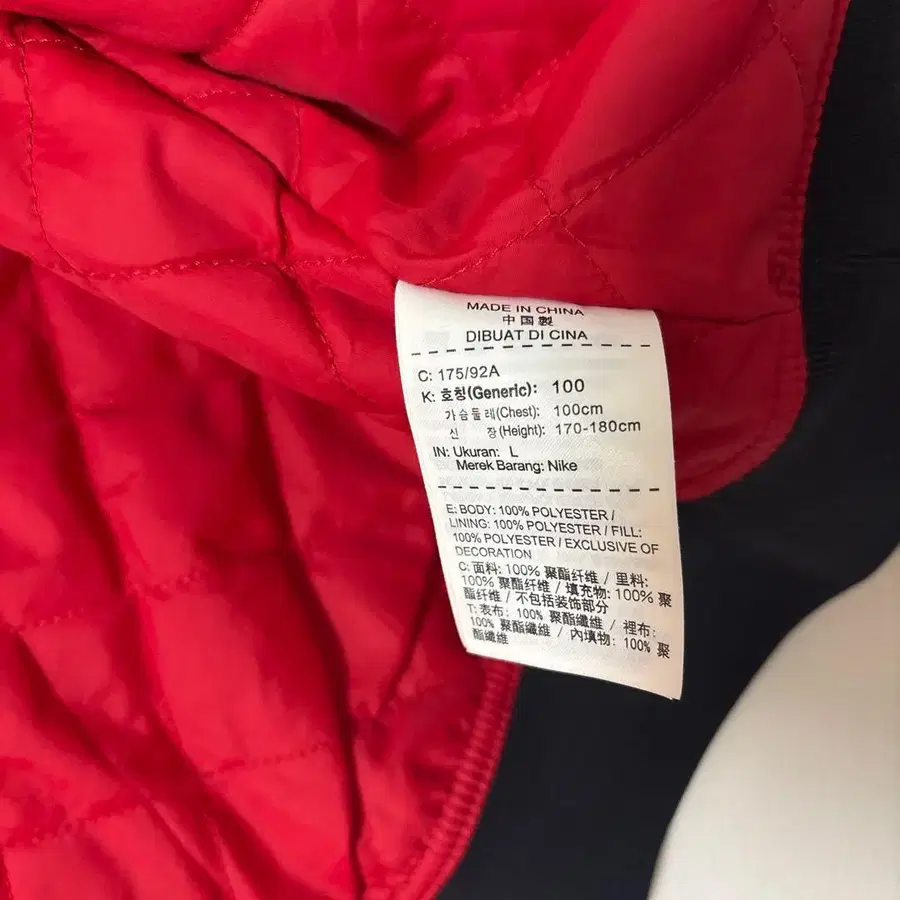 MADE IN CHINA
中国製
DIBUAT DI CINA
C: 175/92A
K: 호칭(Generic): 100
가슴둘레(Chest): 100cm
신 장(Height): 170-180cm
IN: Ukuran: L
Merek Barang: Nike
E: BODY: 100% POLYESTER /
LINING: 100% POLYESTER / FILL:
100% POLYESTER / EXCLUSIVE OF
DECORATION
C: 面料: 100% 聚酯纤维 / 里料:
100% 聚酯纤维 / 填充物: 100% 聚
酯纤维 / 不包括装饰部分
T: 表布: 100% 聚酯纖維 / 裡布:
100% 聚酯纖維 / 內填物: 100% 聚
酯纖維